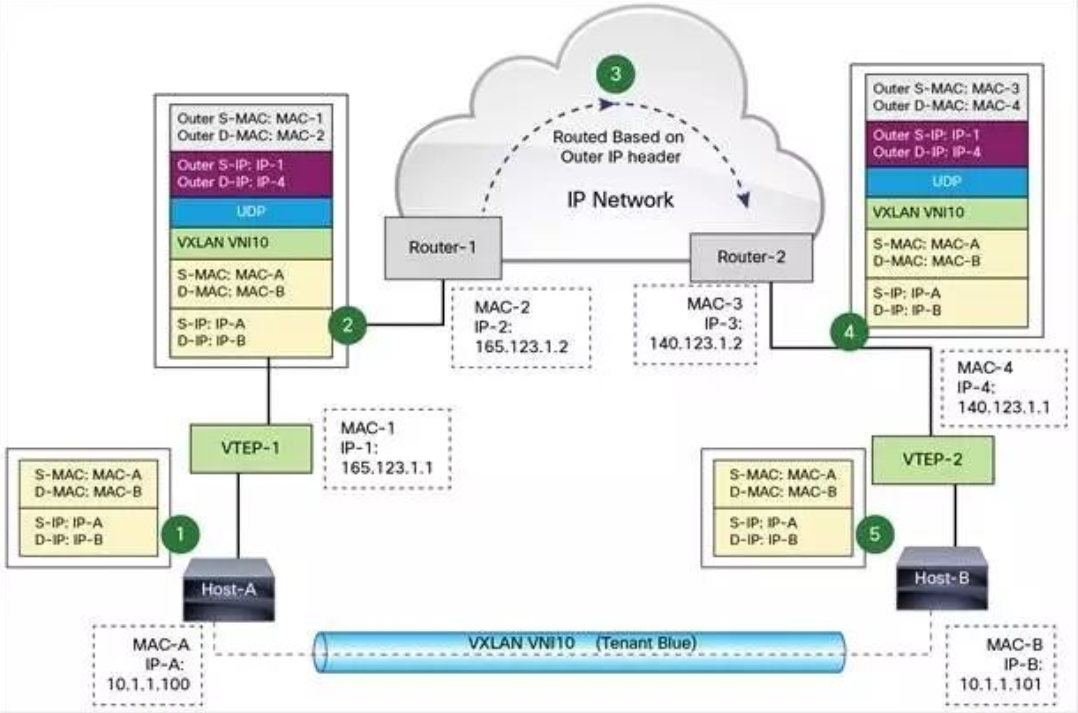 3
Routed Based on
Outer IP header
IP Network
Outer S-MAC: MAC-1
Outer D-MAC: MAC-2
Outer S-IP: IP-1
Outer D-IP: IP-4
UDP
VXLAN VNI10
S-MAC: MAC-A
D-MAC: MAC-B
S-IP: IP-A
D-IP: IP-B
2
Outer S-MAC: MAC-3
Outer D-MAC: MAC-4
Outer S-IP: IP-1
Outer D-IP: IP-4
UDP
VXLAN VNI10
S-MAC: MAC-A
D-MAC: MAC-B
S-IP: IP-A
D-IP: IP-B
4
Router-1
Router-2
MAC-2
IP-2:
165.123.1.2
MAC-3
IP-3:
140.123.1.2
MAC-4
IP-4:
140.123.1.1
VTEP-1
MAC-1
IP-1:
165.123.1.1
VTEP-2
S-MAC: MAC-A
D-MAC: MAC-B
S-IP: IP-A
D-IP: IP-B
1
S-MAC: MAC-A
D-MAC: MAC-B
S-IP: IP-A
D-IP: IP-B
5
Host-A
Host-B
MAC-A
IP-A:
10.1.1.100
VXLAN VNI10 (Tenant Blue)
MAC-B
IP-B:
10.1.1.101